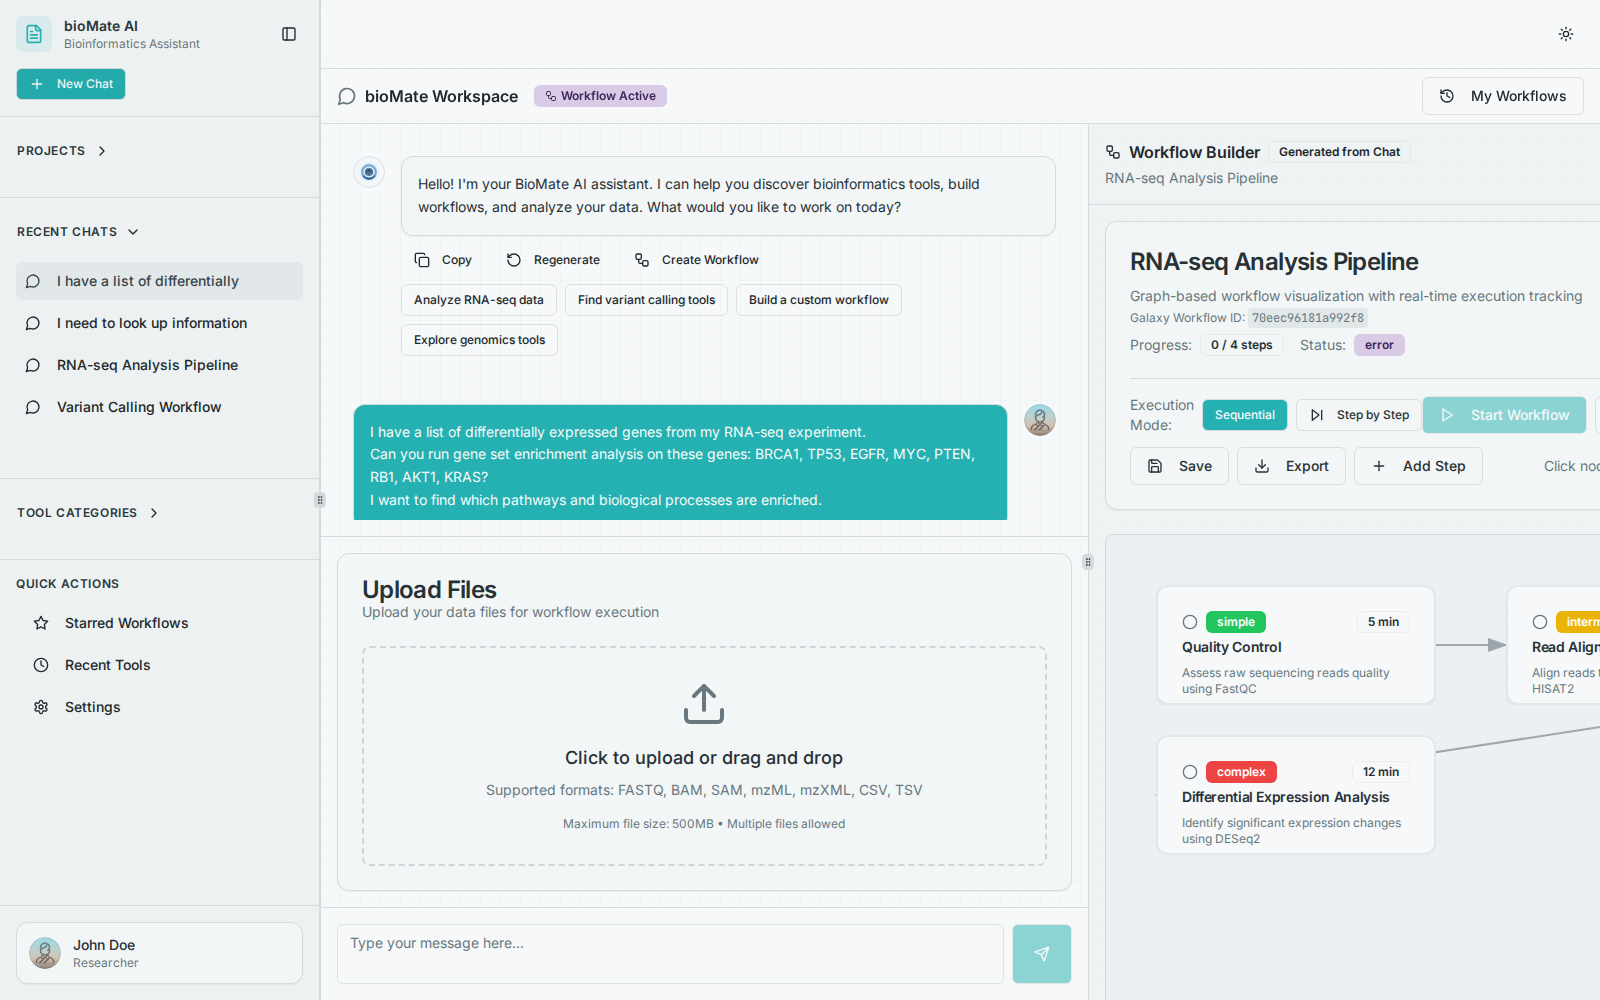 bioMate AI
Bioinformatics Assistant
New Chat
PROJECTS
RECENT CHATS
I have a list of differentially
I need to look up information
RNA-seq Analysis Pipeline
Variant Calling Workflow
TOOL CATEGORIES
QUICK ACTIONS
Starred Workflows
Recent Tools
Settings
John Doe
Researcher
bioMate Workspace
Workflow Active
My Workflows
Hello! I'm your BioMate AI assistant. I can help you discover bioinformatics tools, build
workflows, and analyze your data. What would you like to work on today?
Copy
Regenerate
Create Workflow
Analyze RNA-seq data
Find variant calling tools
Build a custom workflow
Explore genomics tools
I have a list of differentially expressed genes from my RNA-seq experiment.
Can you run gene set enrichment analysis on these genes: BRCA1, TP53, EGFR, MYC, PTEN,
RB1, AKT1, KRAS?
I want to find which pathways and biological processes are enriched.
Upload Files
Upload your data files for workflow execution
Click to upload or drag and drop
Supported formats: FASTQ, BAM, SAM, mzML, mzXML, CSV, TSV
Maximum file size: 500MB • Multiple files allowed
Type your message here...
Workflow Builder
Generated from Chat
RNA-seq Analysis Pipeline
RNA-seq Analysis Pipeline
Graph-based workflow visualization with real-time execution tracking
Galaxy Workflow ID: 70eec96181a992f8
Progress: 0 / 4 steps Status: error
Execution
Mode:
Sequential
Step by Step
Start Workflow
Save
Export
Add Step
Click
simple
5 min
Quality Control
Assess raw sequencing reads quality
using FastQC
Read
Align reads
HISAT2
complex
12 min
Differential Expression Analysis
Identify significant expression changes
using DESeq2